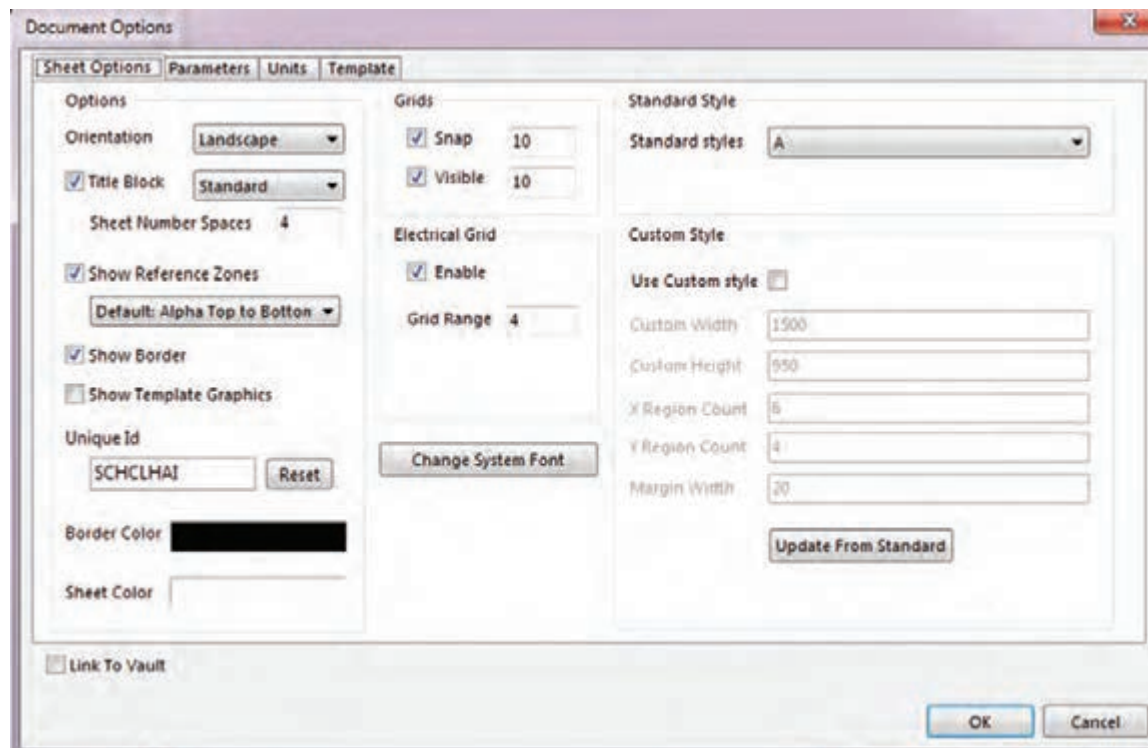 Document Options
Sheet Options Parameters Units Template
Options
Orientation Landscape
Title Block Standard
Sheet Number Spaces 4
Show Reference Zones
Default: Alpha Top to Botton
Show Border
Show Template Graphics
Unique Id
SCHCLHAI Reset
Border Color
Sheet Color
Grids
Snap 10
Visible 10
Electrical Grid
Enable
Grid Range 4
Change System Font
Standard Style
Standard styles A
Custom Style
Use Custom style
Custom Width 1500
Custom Height 950
X Region Count 6
Y Region Count 4
Margin Width 20
Update From Standard
Link To Vault
OK Cancel